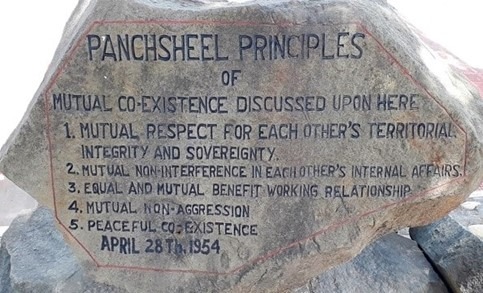 PANCHSHEEL PRINCIPLES
OF
MUTUAL CO-EXISTENCE DISCUSSED UPON HERE
1. MUTUAL RESPECT FOR EACH OTHER'S TERRITORIAL
INTEGRITY AND SOVEREIGNTY.
2. MUTUAL NON-INTERFERENCE IN EACH OTHER'S INTERNAL AFFAIRS.
3. EQUAL AND MUTUAL BENEFIT WORKING RELATIONSHIP
4. MUTUAL NON-AGGRESSION
5. PEACEFUL CO-EXISTENCE
APRIL 28TH, 1954